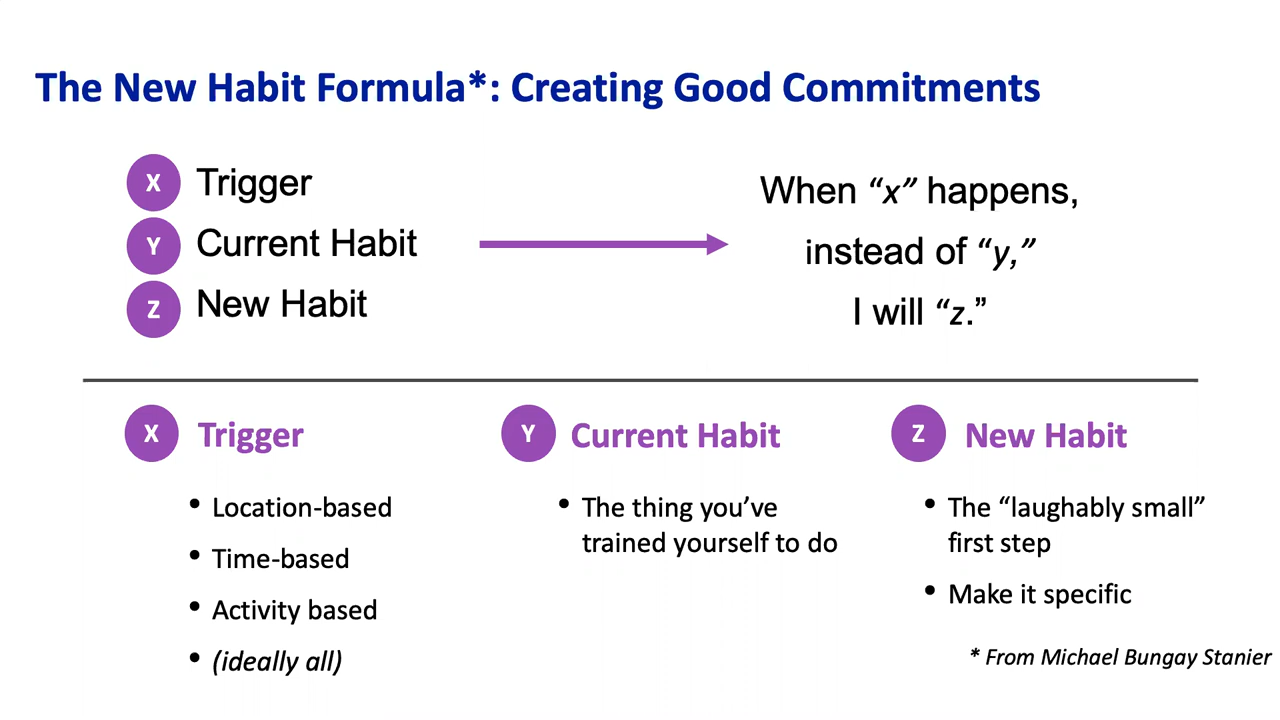 The New Habit Formula*: Creating Good Commitments
X Trigger
Y Current Habit
Z New Habit
When “x” happens,
instead of “y,”
I will “z.”
X Trigger
• Location-based
• Time-based
• Activity based
• (ideally all)
Y Current Habit
• The thing you’ve
trained yourself to do
Z New Habit
• The “laughably small”
first step
• Make it specific
* From Michael Bungay Stanier